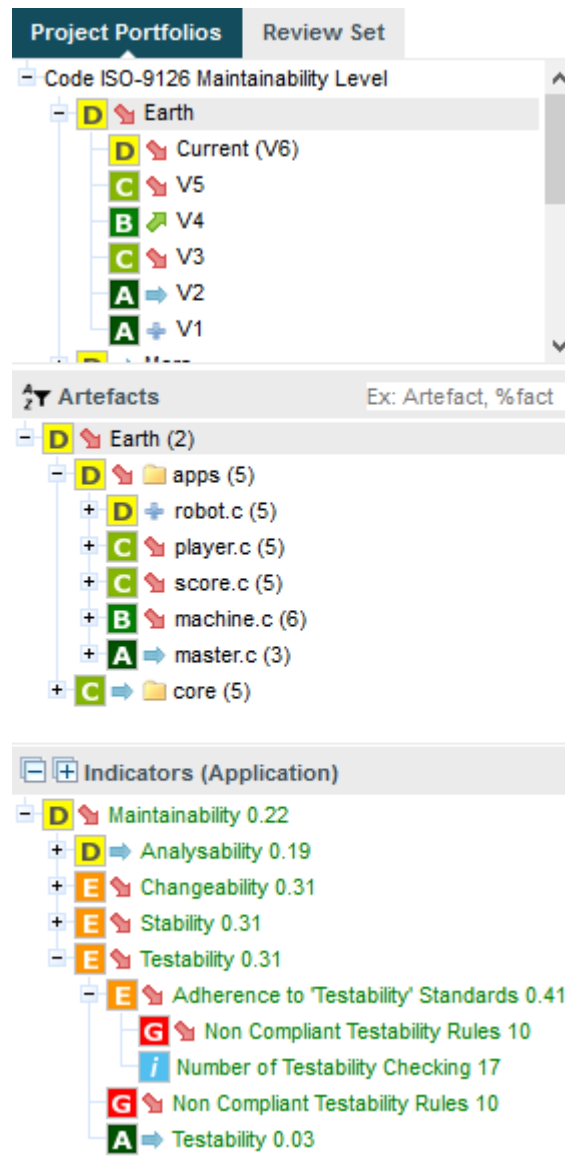 Project Portfolios Review Set
Code ISO-9126 Maintainability Level
D Earth
D Current (V6)
C V5
B V4
C V3
A V2
A V1
A Z Artefacts Ex: Artefact, %fact
D Earth (2)
D apps (5)
D robot.c (5)
C player.c (5)
C score.c (5)
B machine.c (6)
A master.c (3)
C core (5)
Indicators (Application)
D Maintainability 0.22
D Analysability 0.19
E Changeability 0.31
E Stability 0.31
E Testability 0.31
E Adherence to 'Testability' Standards 0.41
G Non Compliant Testability Rules 10
i Number of Testability Checking 17
G Non Compliant Testability Rules 10
A Testability 0.03